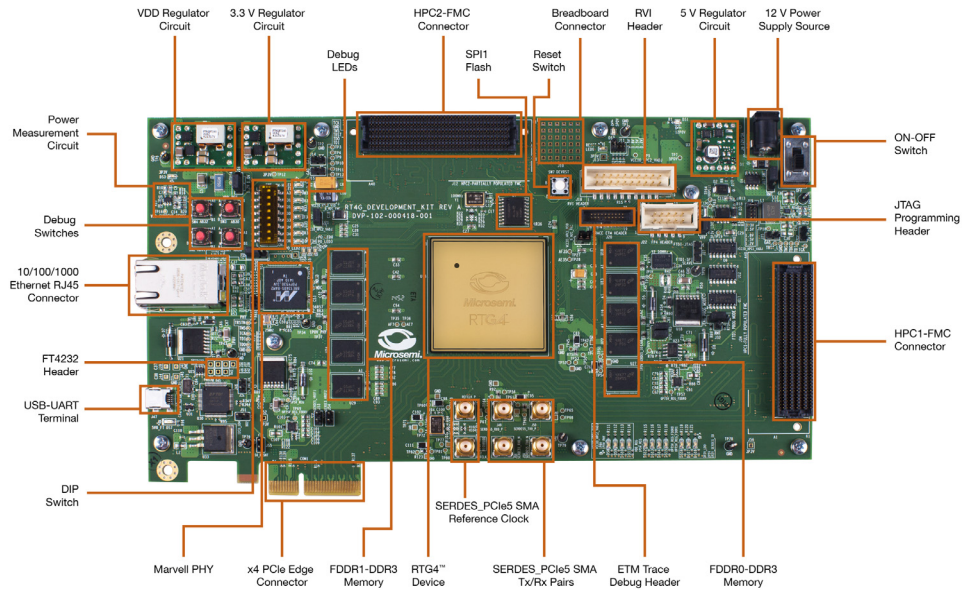 VDD Regulator
Circuit
3.3 V Regulator
Circuit
HPC2-FMC
Connector
Breadboard
Connector
RVI
Header
5 V Regulator
Circuit
12 V Power
Supply Source
Debug
LEDs
SPI1
Flash
Reset
Switch
Power
Measurement
Circuit
ON-OFF
Switch
RT4G_DEVELOPMENT_KIT REV A
DVP-102-000418-001
Debug
Switches
JTAG
Programming
Header
10/100/1000
Ethernet RJ45
Connector
Microsemi.
RTG4
Microsemi.
HPC1-FMC
Connector
FT4232
Header
USB-UART
Terminal
DIP
Switch
SERDES_PCIe5 SMA
Reference Clock
Marvell PHY
x4 PCIe Edge
Connector
FDDR1-DDR3
Memory
RTG4™
Device
SERDES_PCIe5 SMA
Tx/Rx Pairs
ETM Trace
Debug Header
FDDR0-DDR3
Memory